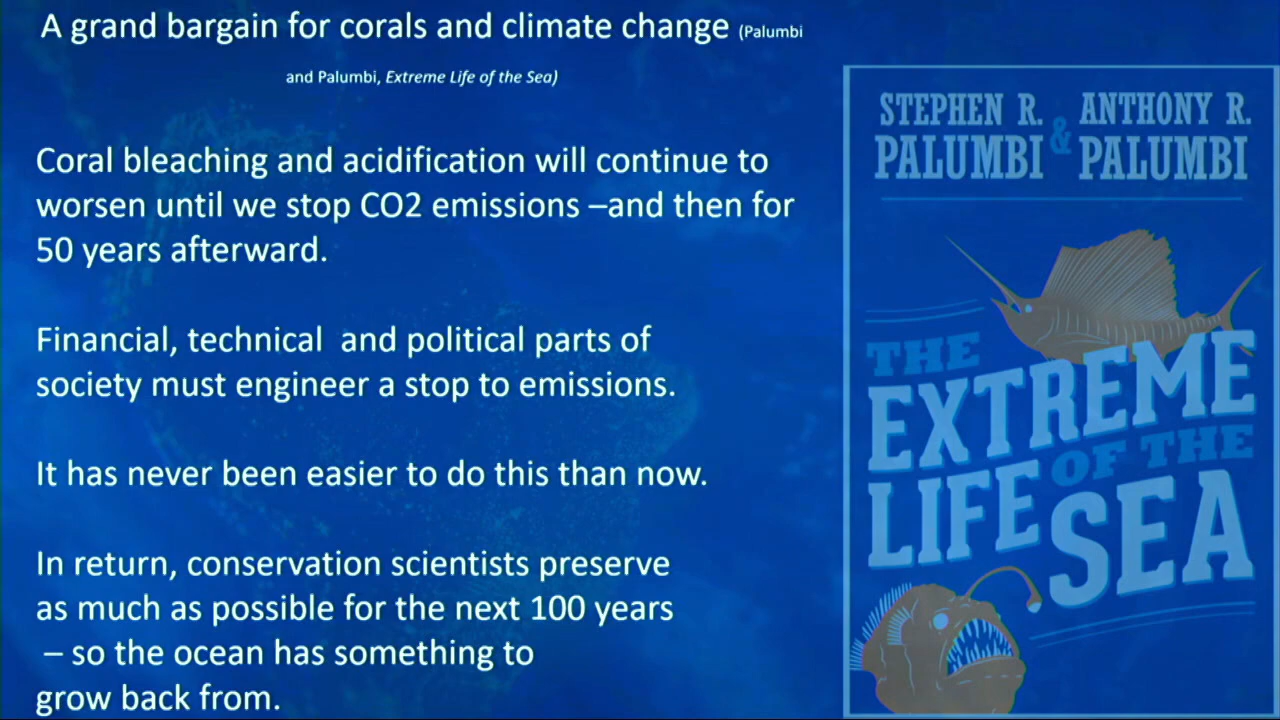 A grand bargain for corals and climate change (Palumbi
and Palumbi, Extreme Life of the Sea)
Coral bleaching and acidification will continue to
worsen until we stop CO2 emissions –and then for
50 years afterward.
Financial, technical  and political parts of
society must engineer a stop to emissions.
It has never been easier to do this than now.
In return, conservation scientists preserve
as much as possible for the next 100 years
– so the ocean has something to
grow back from.
STEPHEN R.
PALUMBI
&
ANTHONY R.
PALUMBI
THE
EXTREME
LIFE OF THE
SEA